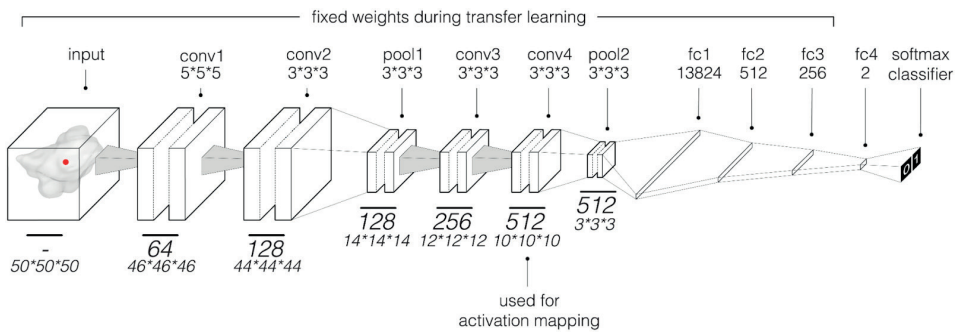 fixed weights during transfer learning
input
conv1
5*5*5
conv2
3*3*3
pool1
3*3*3
conv3
3*3*3
conv4
3*3*3
pool2
3*3*3
fc1
13824
fc2
512
fc3
256
fc4
2
softmax
classifier
0 1
-
50*50*50
64
46*46*46
128
44*44*44
128
14*14*14
256
12*12*12
512
10*10*10
512
3*3*3
used for
activation mapping